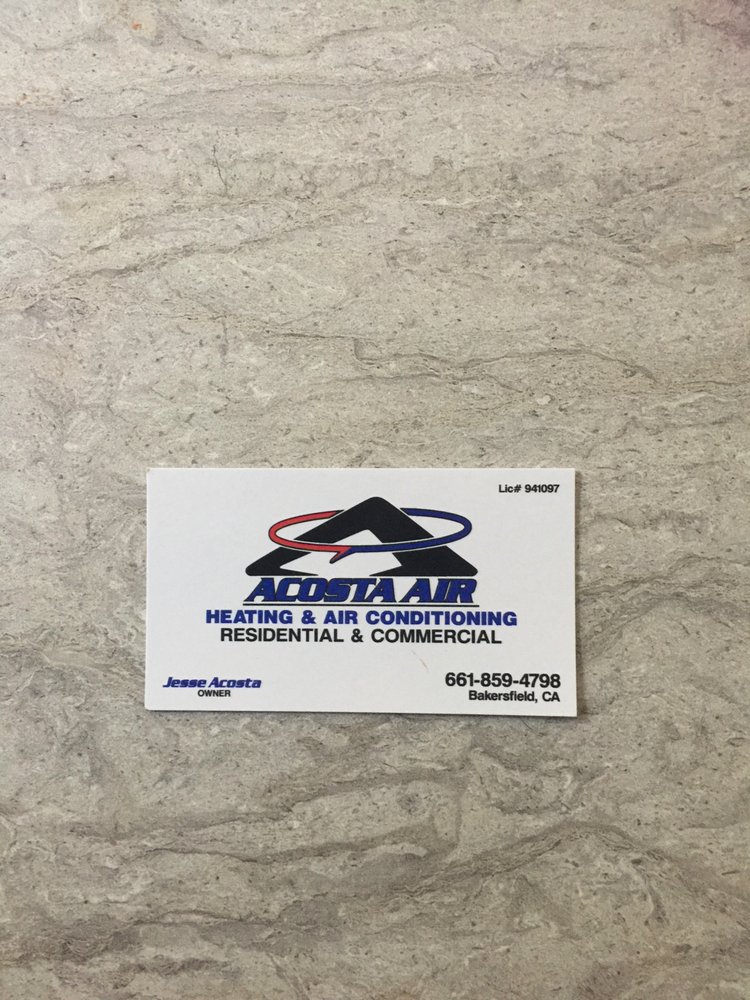 Lic# 941097
ACOSTA AIR
HEATING & AIR CONDITIONING
RESIDENTIAL & COMMERCIAL
Jesse Acosta
OWNER
661-859-4798
Bakersfield, CA